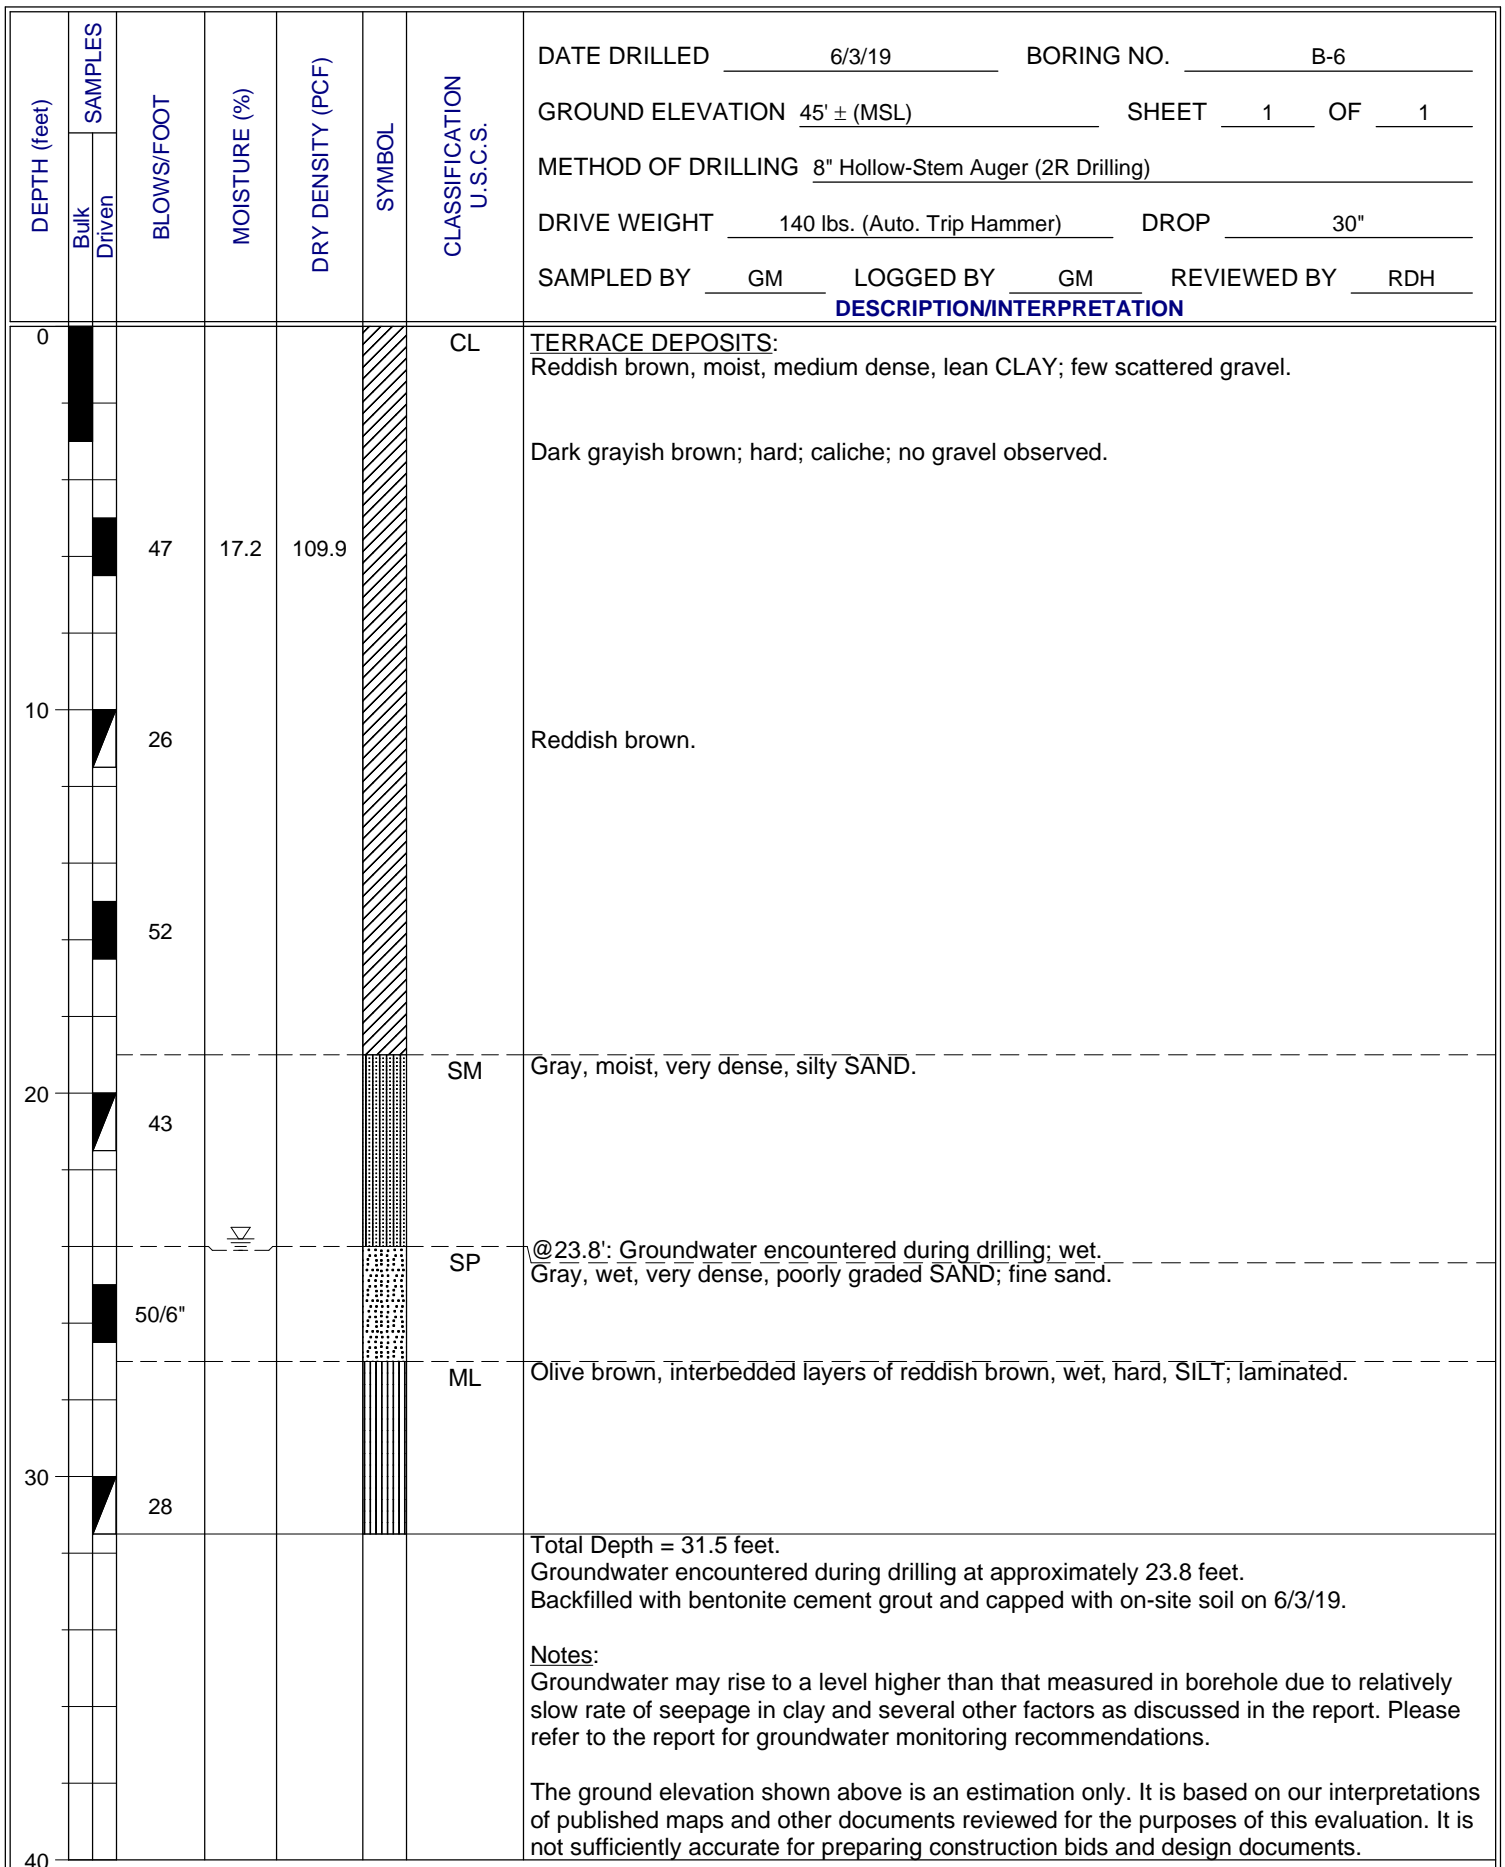 DEPTH (feet)
SAMPLES
Bulk
Driven
BLOWS/FOOT
MOISTURE (%)
DRY DENSITY (PCF)
SYMBOL
CLASSIFICATION
U.S.C.S.
DATE DRILLED 6/3/19 BORING NO. B-6
GROUND ELEVATION 45' ± (MSL) SHEET 1 OF 1
METHOD OF DRILLING 8" Hollow-Stem Auger (2R Drilling)
DRIVE WEIGHT 140 lbs. (Auto. Trip Hammer) DROP 30"
SAMPLED BY GM LOGGED BY GM REVIEWED BY RDH
DESCRIPTION/INTERPRETATION
0 CL TERRACE DEPOSITS:
Reddish brown, moist, medium dense, lean CLAY; few scattered gravel.
Dark grayish brown; hard; caliche; no gravel observed.
47 17.2 109.9
10
26 Reddish brown.
52
SM Gray, moist, very dense, silty SAND.
20
43
@23.8': Groundwater encountered during drilling; wet.
SP Gray, wet, very dense, poorly graded SAND; fine sand.
50/6"
ML Olive brown, interbedded layers of reddish brown, wet, hard, SILT; laminated.
30
28
Total Depth = 31.5 feet.
Groundwater encountered during drilling at approximately 23.8 feet.
Backfilled with bentonite cement grout and capped with on-site soil on 6/3/19.
Notes:
Groundwater may rise to a level higher than that measured in borehole due to relatively
slow rate of seepage in clay and several other factors as discussed in the report. Please
refer to the report for groundwater monitoring recommendations.
The ground elevation shown above is an estimation only. It is based on our interpretations
of published maps and other documents reviewed for the purposes of this evaluation. It is
not sufficiently accurate for preparing construction bids and design documents.
40